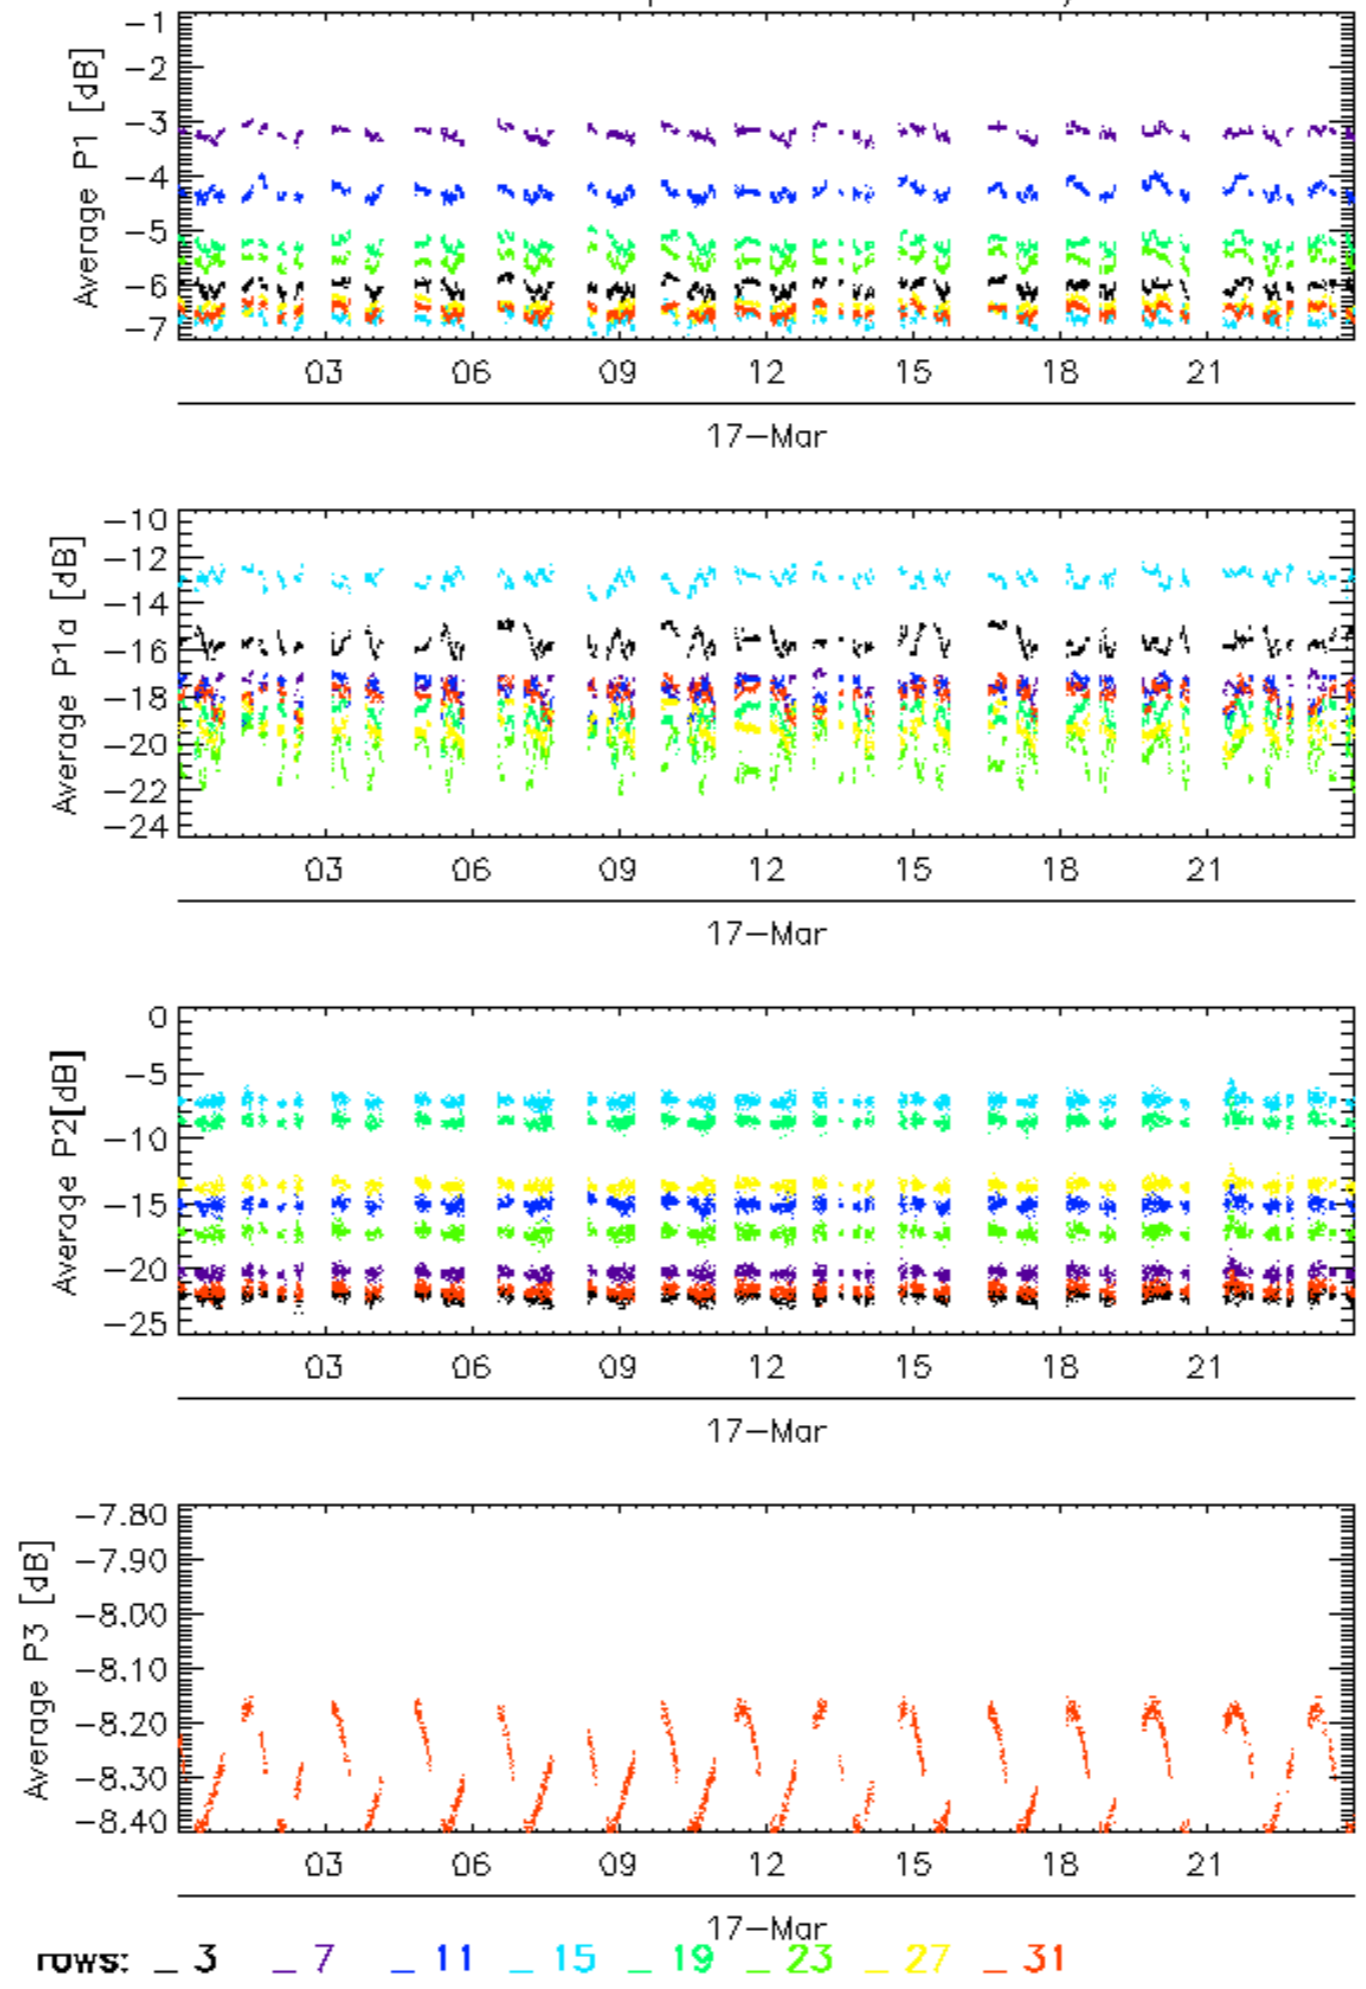 Average P1 [dB]
-1
-2
-3
-4
-5
-6
-7
03 06 09 12 15 18 21
17-Mar
Average P1a [dB]
-10
-12
-14
-16
-18
-20
-22
-24
03 06 09 12 15 18 21
17-Mar
Average P2[dB]
0
-5
-10
-15
-20
-25
03 06 09 12 15 18 21
17-Mar
Average P3 [dB]
-7.80
-7.90
-8.00
-8.10
-8.20
-8.30
-8.40
03 06 09 12 15 18 21
17-Mar
rows: _ 3 _ 7 _ 11 _ 15 _ 19 _ 23 _ 27 _ 31